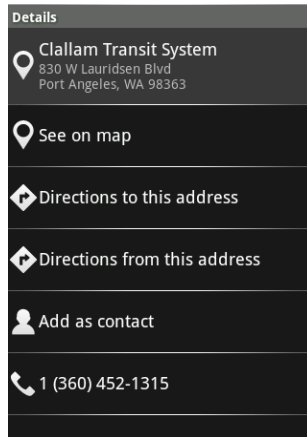 Details
Clallam Transit System
830 W Lauridsen Blvd
Port Angeles, WA 98363
See on map
Directions to this address
Directions from this address
Add as contact
1 (360) 452-1315